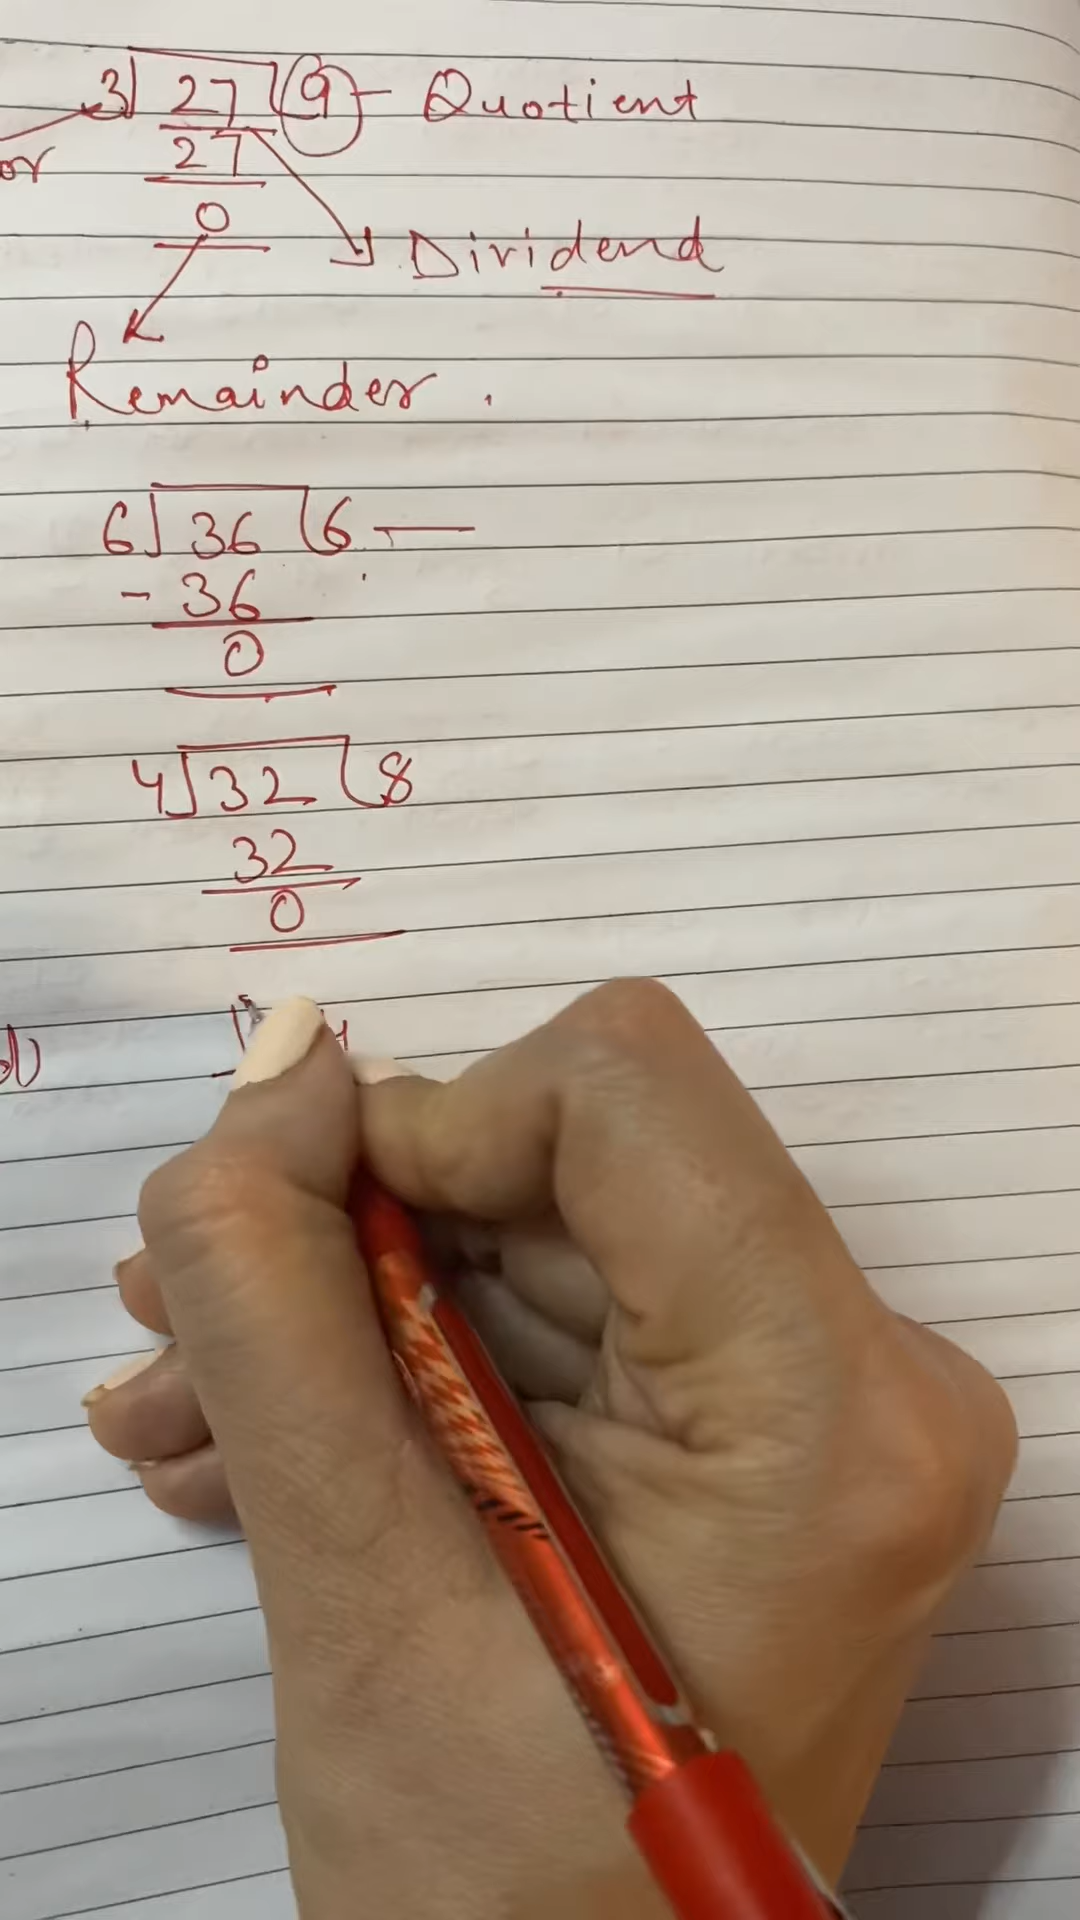 3 27 9 - Quotient
or 27
0
Dividend
Remainder .
6 36 6 —
- 36
0
4 32 8
32
0
d)